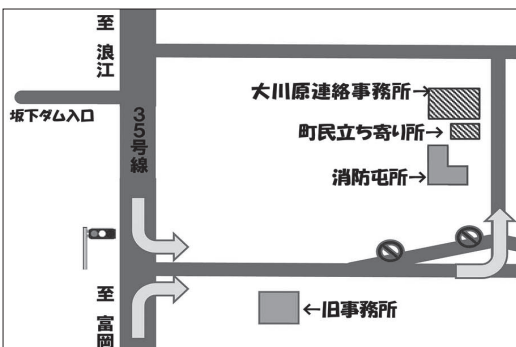 至 浪江
大川原連絡事務所→
坂下ダム入口
35号線
町民立ち寄り所→
消防屯所→
至 富岡
←旧事務所